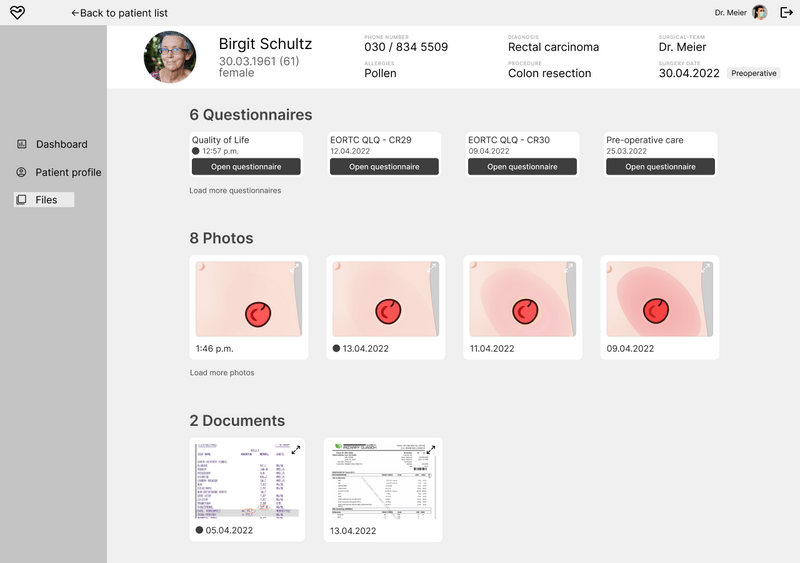 ←Back to patient list
Dr. Meier
Birgit Schultz
30.03.1961 (61)
female
PHONE NUMBER
030 / 834 5509
ALLERGIES
Pollen
DIAGNOSIS
Rectal carcinoma
PROCEDURE
Colon resection
SURGICAL-TEAM
Dr. Meier
SURGERY DATE
30.04.2022
Preoperative
Dashboard
Patient profile
Files
6 Questionnaires
Quality of Life
12:57 p.m.
Open questionnaire
EORTC QLQ - CR29
12.04.2022
Open questionnaire
EORTC QLQ - CR30
09.04.2022
Open questionnaire
Pre-operative care
25.03.2022
Open questionnaire
Load more questionnaires
8 Photos
1:46 p.m.
13.04.2022
11.04.2022
09.04.2022
Load more photos
2 Documents
05.04.2022
13.04.2022